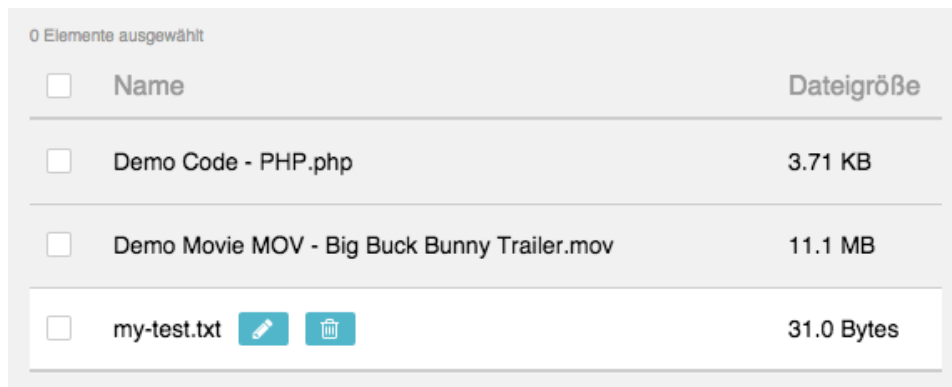 0 Elemente ausgewählt
Name Dateigröße
Demo Code - PHP.php 3.71 KB
Demo Movie MOV - Big Buck Bunny Trailer.mov 11.1 MB
my-test.txt 31.0 Bytes